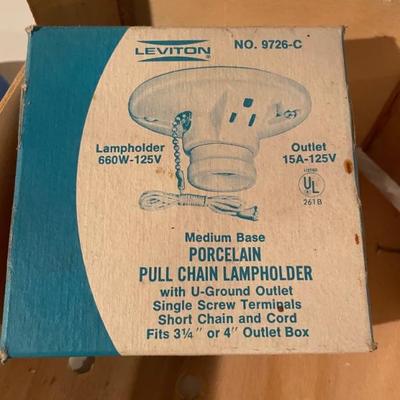 LEVITON®
NO. 9726-C
Lampholder
660W-125V
Outlet
15A-125V
LISTED
UL
261B
Medium Base
PORCELAIN
PULL CHAIN LAMPHOLDER
with U-Ground Outlet
Single Screw Terminals
Short Chain and Cord
Fits 3¼" or 4" Outlet Box